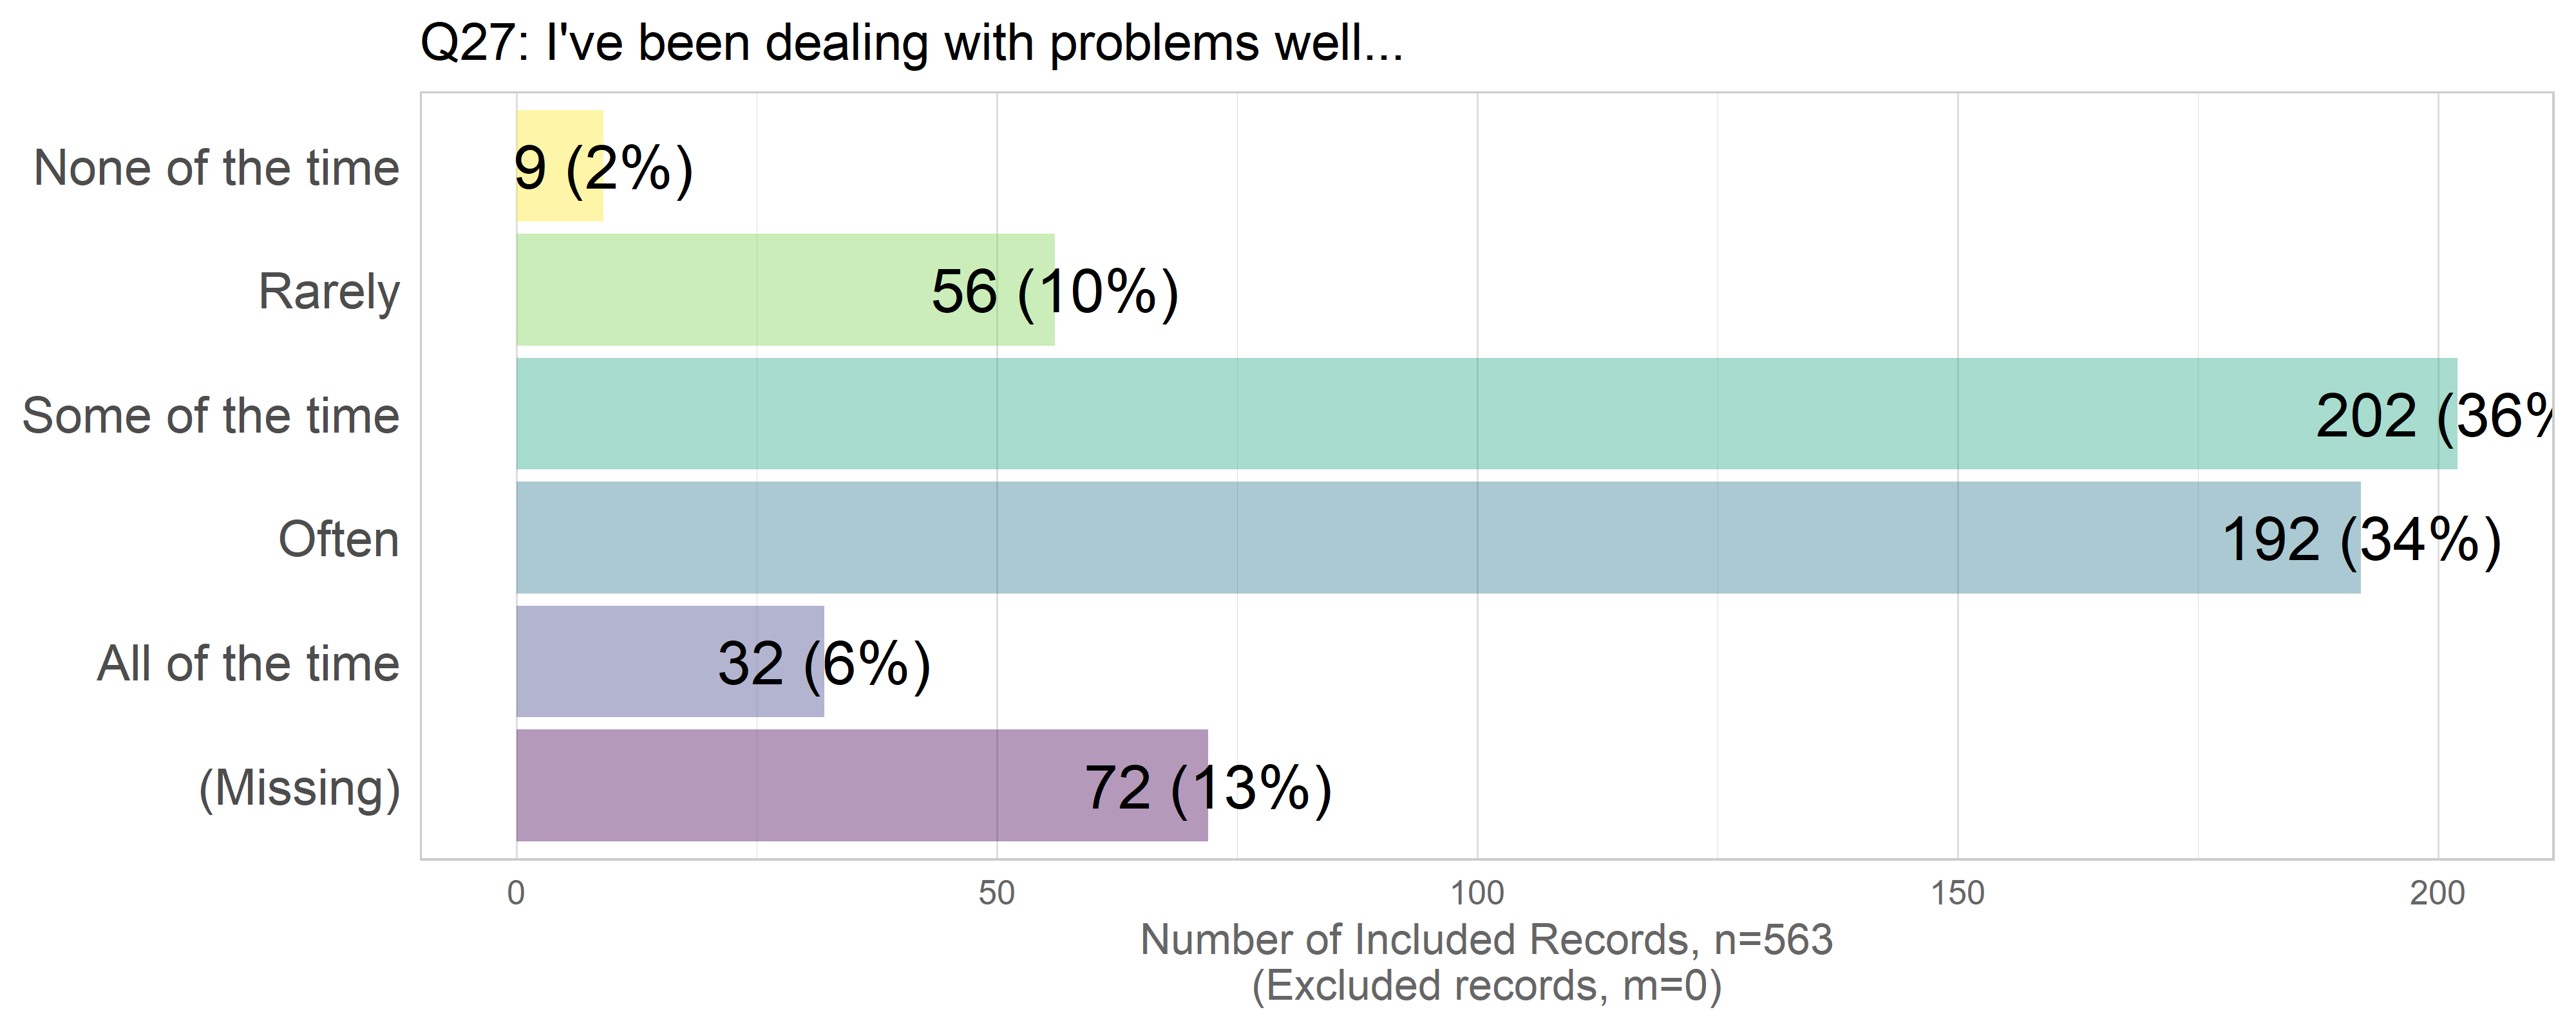 Q27: I've been dealing with problems well...
None of the time
9 (2%)
Rarely
56 (10%)
Some of the time
202 (36%
Often
192 (34%)
All of the time
32 (6%)
(Missing)
72 (13%)
0 50 100 150 200
Number of Included Records, n=563
(Excluded records, m=0)